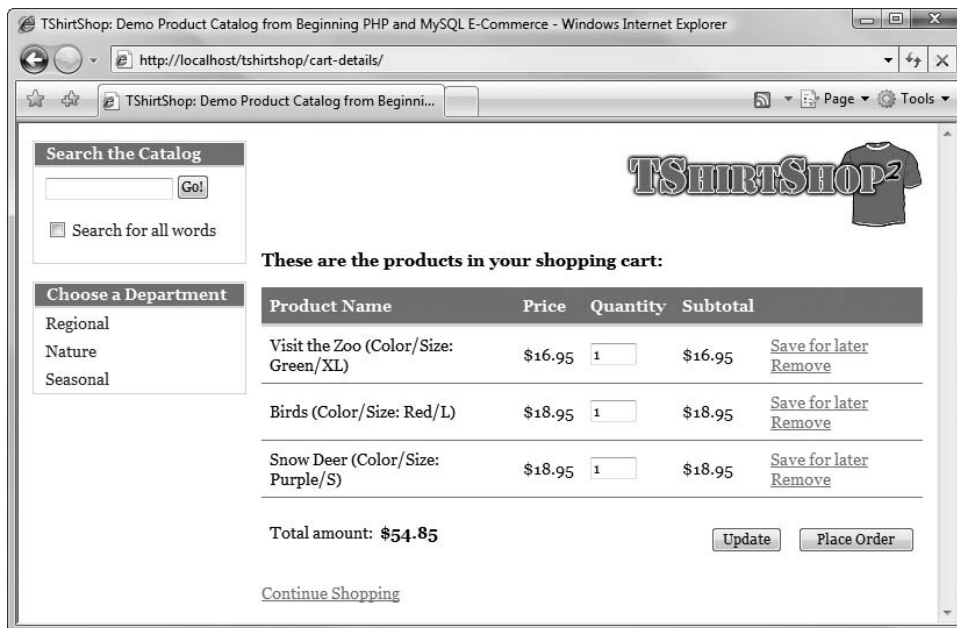 TShirtShop: Demo Product Catalog from Beginning PHP and MySQL E-Commerce - Windows Internet Explorer
http://localhost/tshirtshop/cart-details/
TShirtShop: Demo Product Catalog from Beginni...
Page
Tools
TShirtShop2
Search the Catalog
Go!
Search for all words
Choose a Department
Regional
Nature
Seasonal
These are the products in your shopping cart:
Product Name Price Quantity Subtotal
Visit the Zoo (Color/Size: Green/XL) $16.95 1 $16.95 Save for later
Remove
Birds (Color/Size: Red/L) $18.95 1 $18.95 Save for later
Remove
Snow Deer (Color/Size: Purple/S) $18.95 1 $18.95 Save for later
Remove
Total amount: $54.85 Update Place Order
Continue Shopping